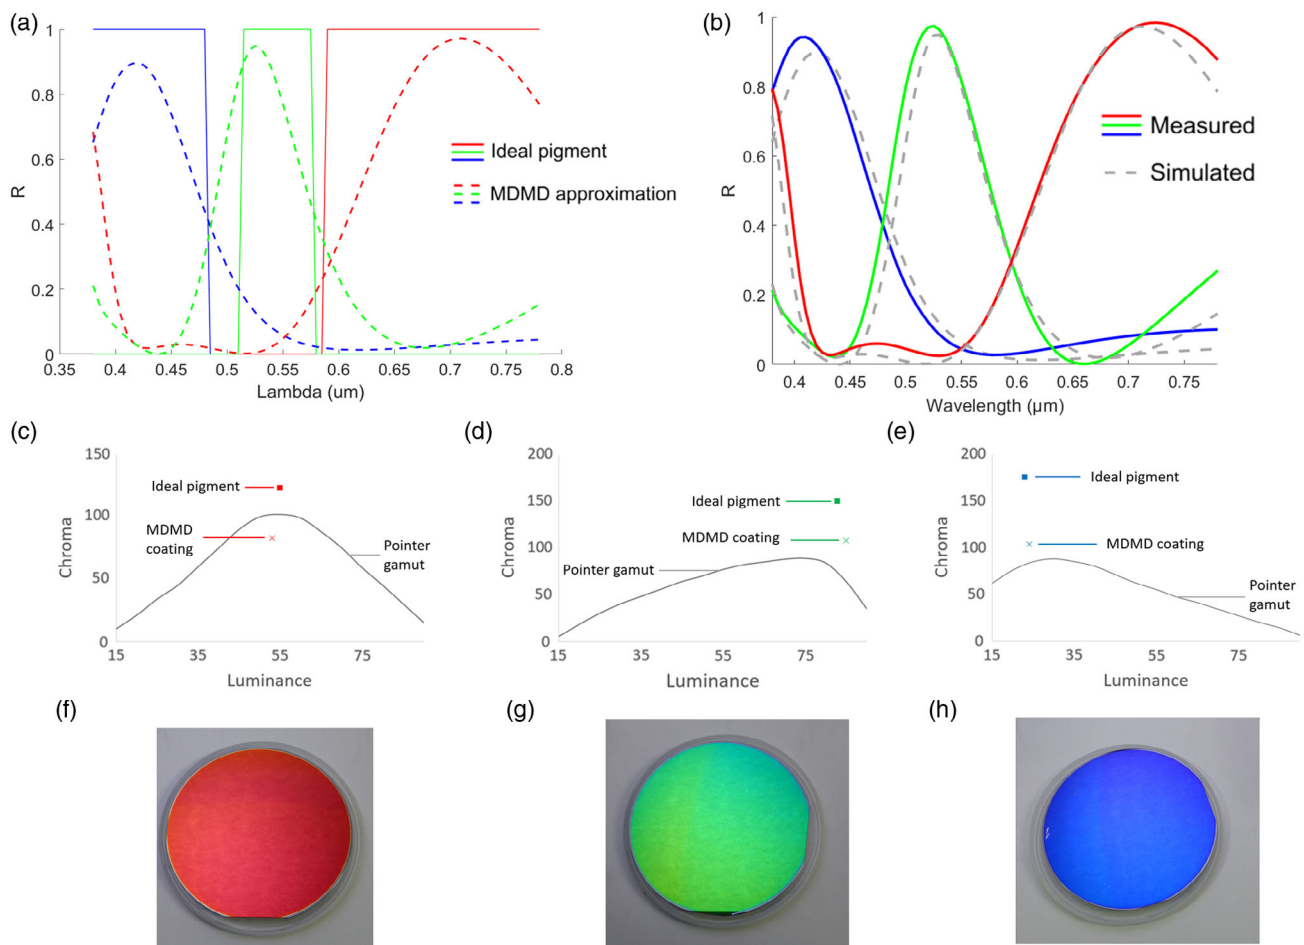 (a)
1
0.8
0.6
0.4
0.2
0
R
0.35
0.4
0.45
0.5
0.55
0.6
0.65
0.7
0.75
0.8
Lambda (um)
Ideal pigment
MDMD approximation
(b)
1
0.8
0.6
0.4
0.2
0
R
0.4
0.45
0.5
0.55
0.6
0.65
0.7
0.75
Wavelength (µm)
Measured
Simulated
(c)
150
100
50
0
Chroma
15
35
55
75
Luminance
Ideal pigment
MDMD
coating
Pointer
gamut
(d)
200
150
100
50
0
Chroma
15
35
55
75
Luminance
Ideal pigment
MDMD coating
Pointer gamut
(e)
200
150
100
50
0
Chroma
15
35
55
75
Luminance
Ideal pigment
MDMD coating
Pointer
gamut
(f)
(g)
(h)